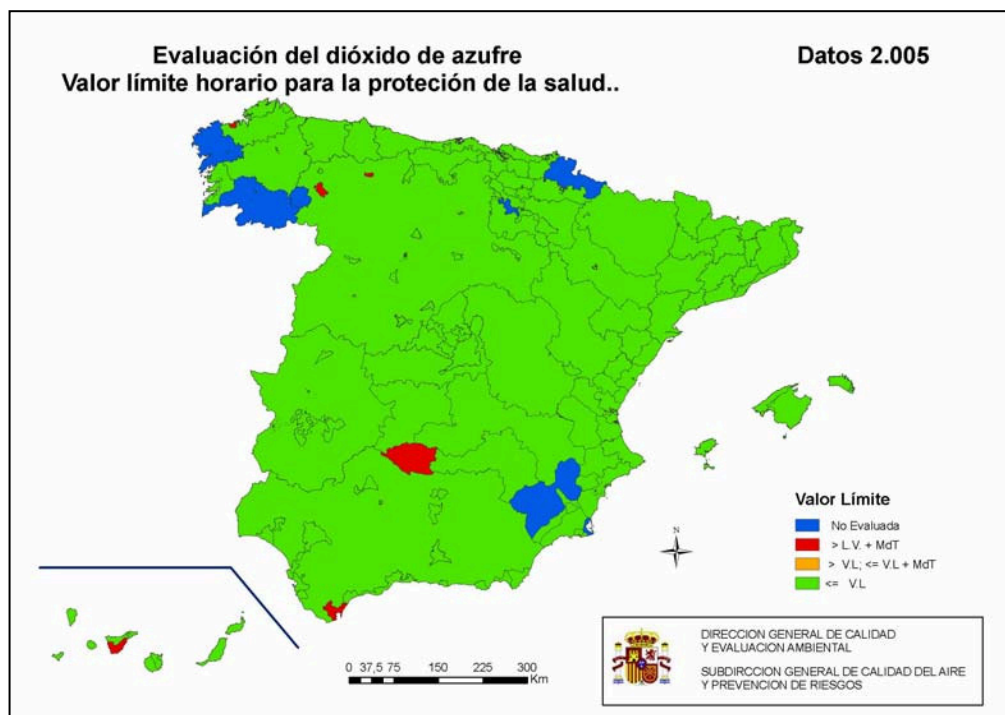 Evaluación del dióxido de azufre
Valor límite horario para la proteción de la salud..
Datos 2.005
Valor Límite
No Evaluada
> L.V. + MdT
> V.L; <= V.L + MdT
<= V.L
N
0 37,5 75 150 225 300
Km
DIRECCION GENERAL DE CALIDAD
Y EVALUACION AMBIENTAL
SUBDIRCCION GENERAL DE CALIDAD DEL AIRE
Y PREVENCION DE RIESGOS